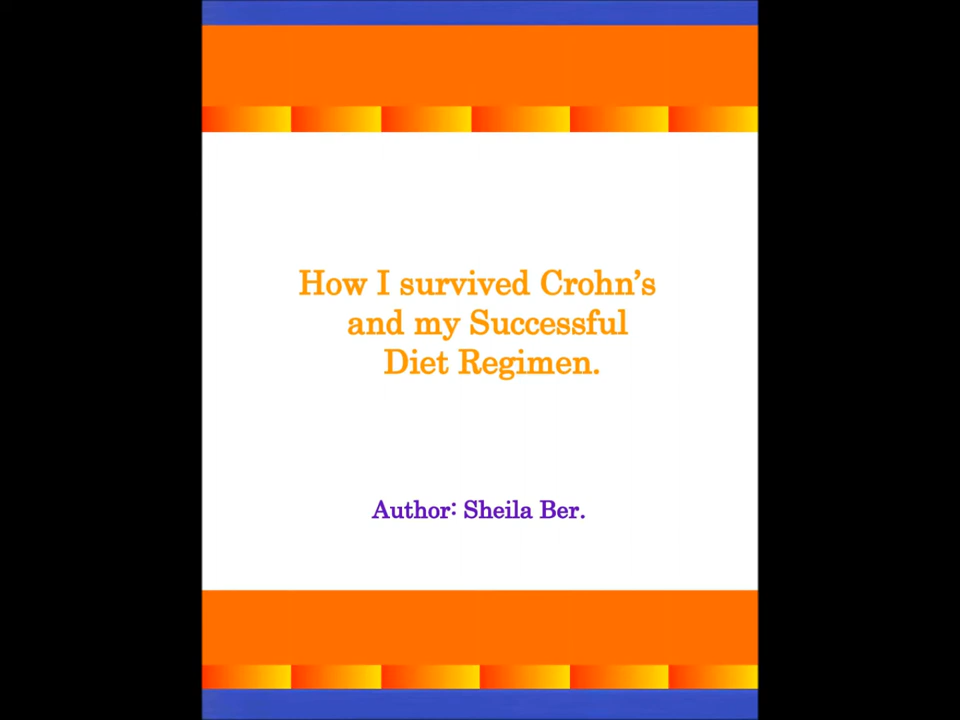 How I survived Crohn's
and my Successful
Diet Regimen.
Author: Sheila Ber.